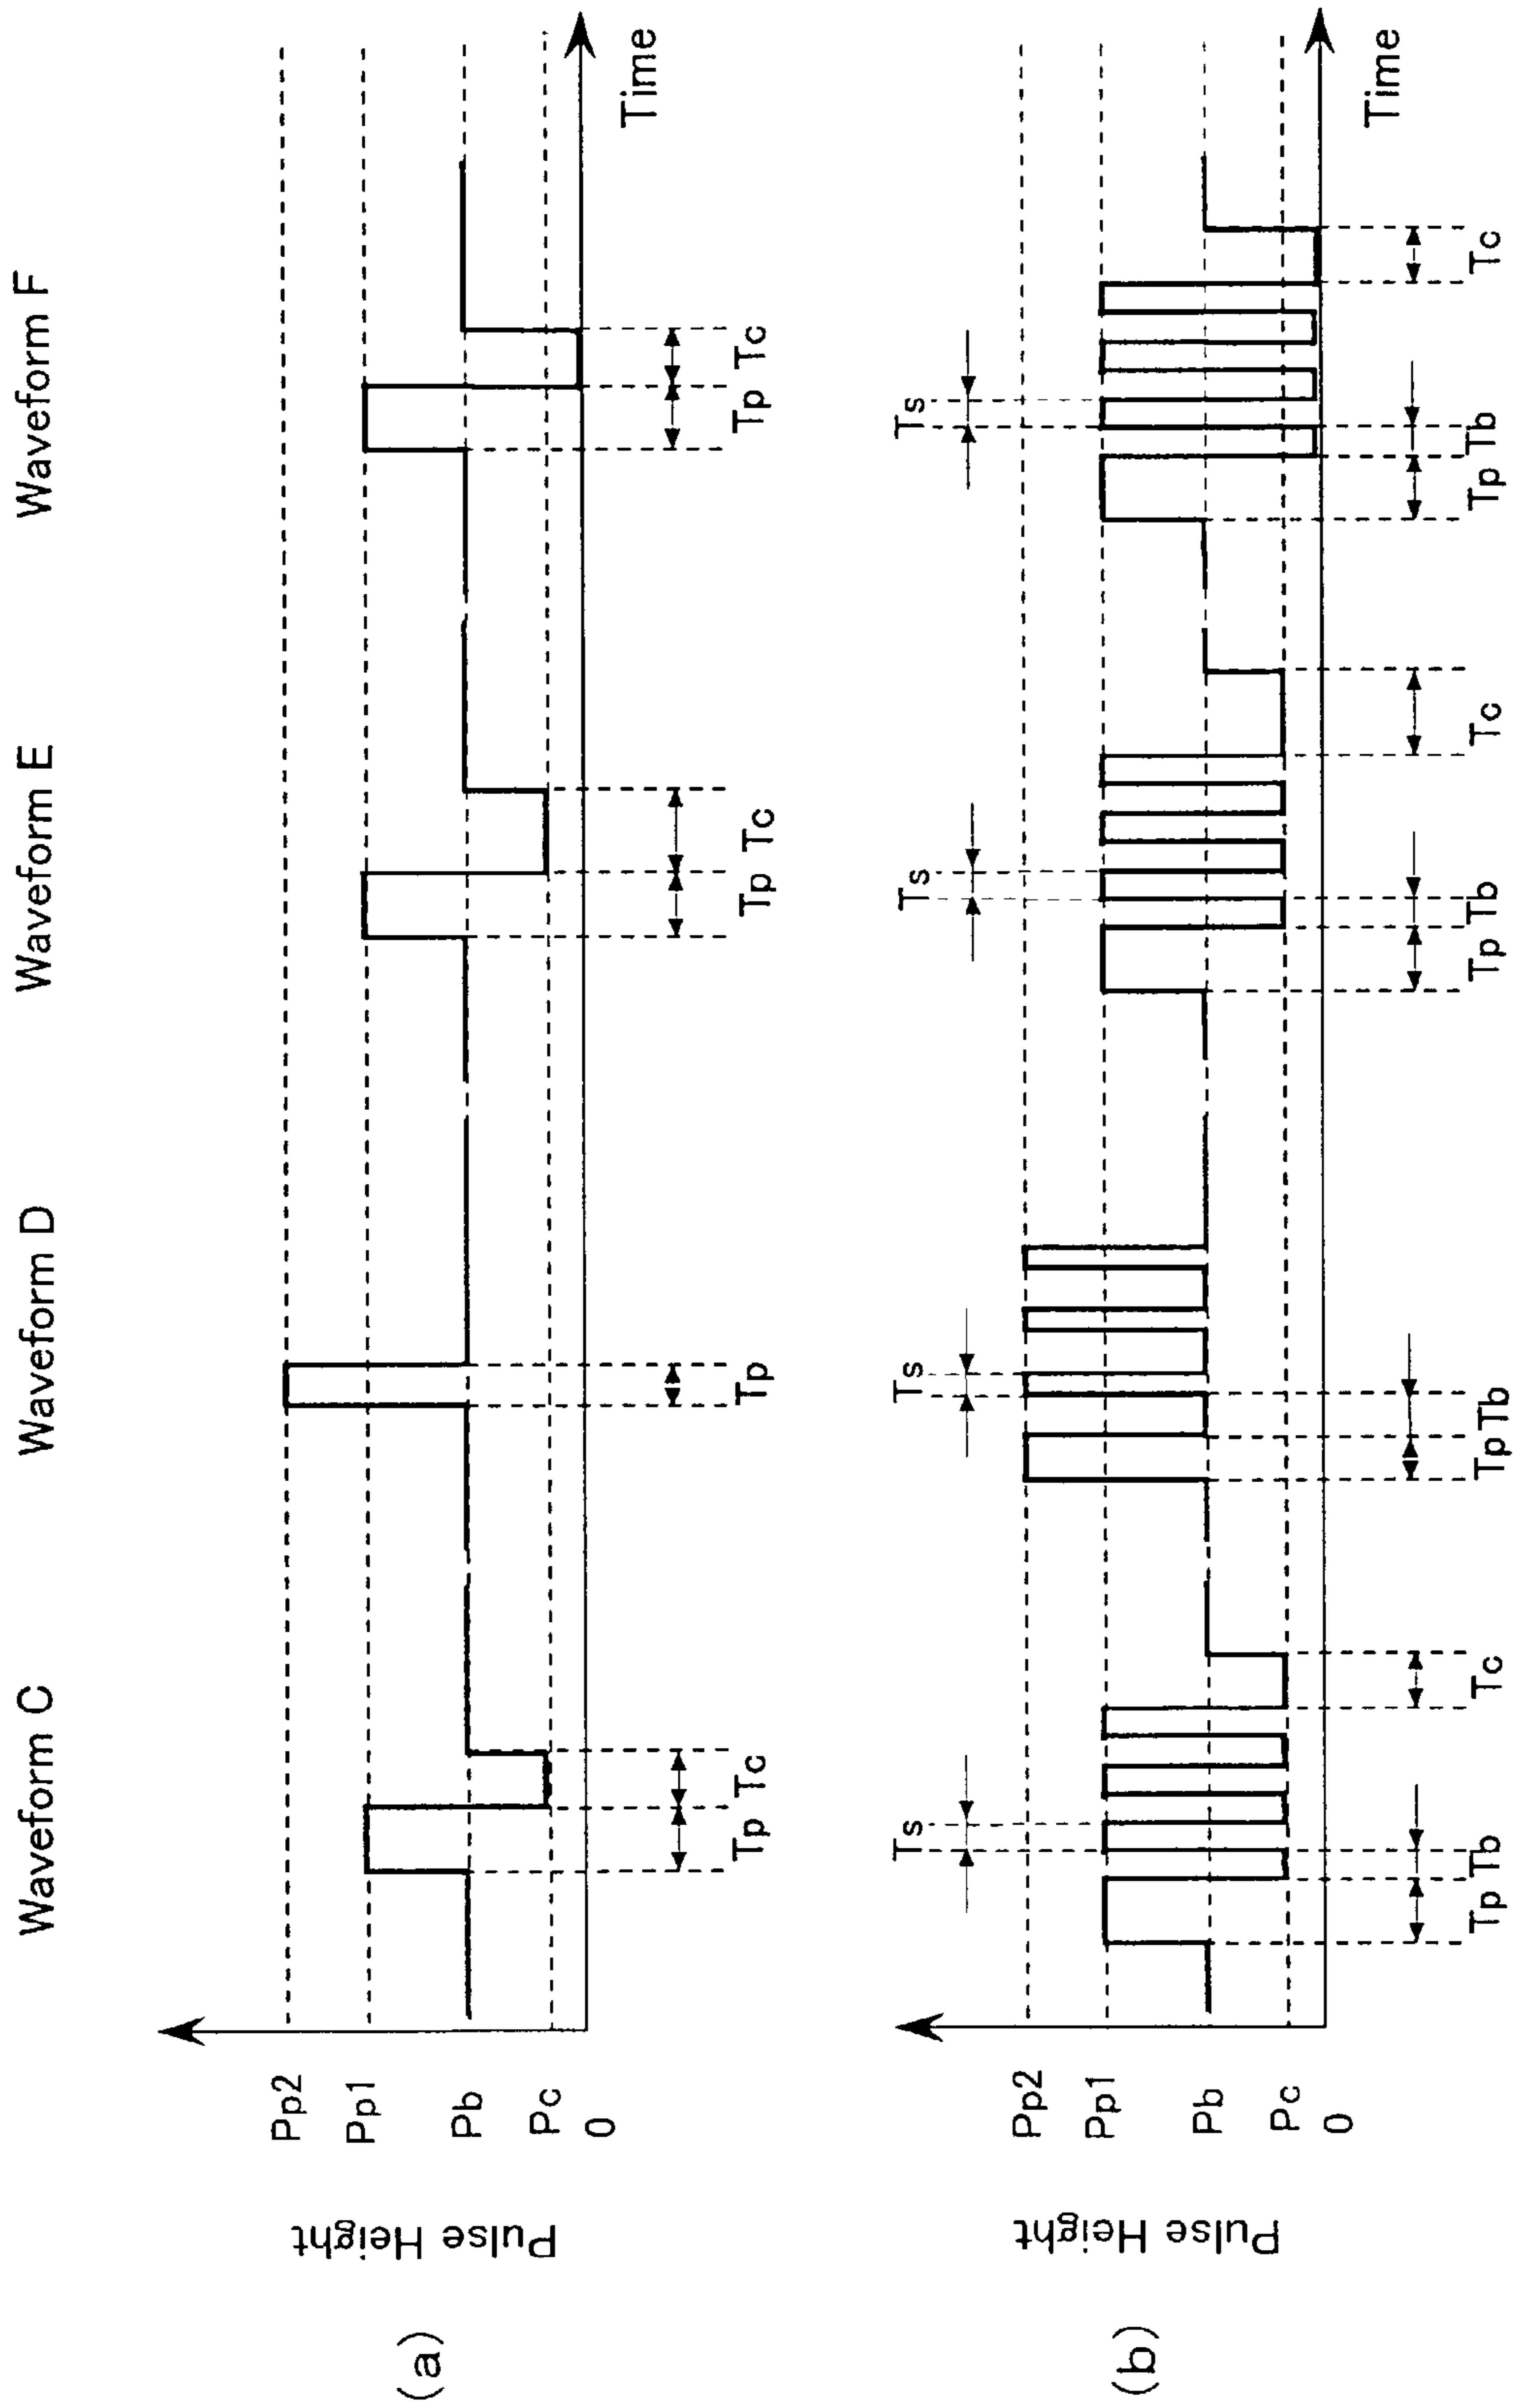 Waveform C
Waveform D
Waveform E
Waveform F
(a)
Pulse Height
Pp2
Pp1
Pb
Pc
0
Tp
Tc
Tp
Tp
Tc
Tp
Tc
Time
(b)
Pulse Height
Pp2
Pp1
Pb
Pc
0
Ts
Ts
Ts
Ts
Tp
Tb
Tc
Tp
Tb
Tp
Tb
Tc
Tp
Tb
Tc
Time